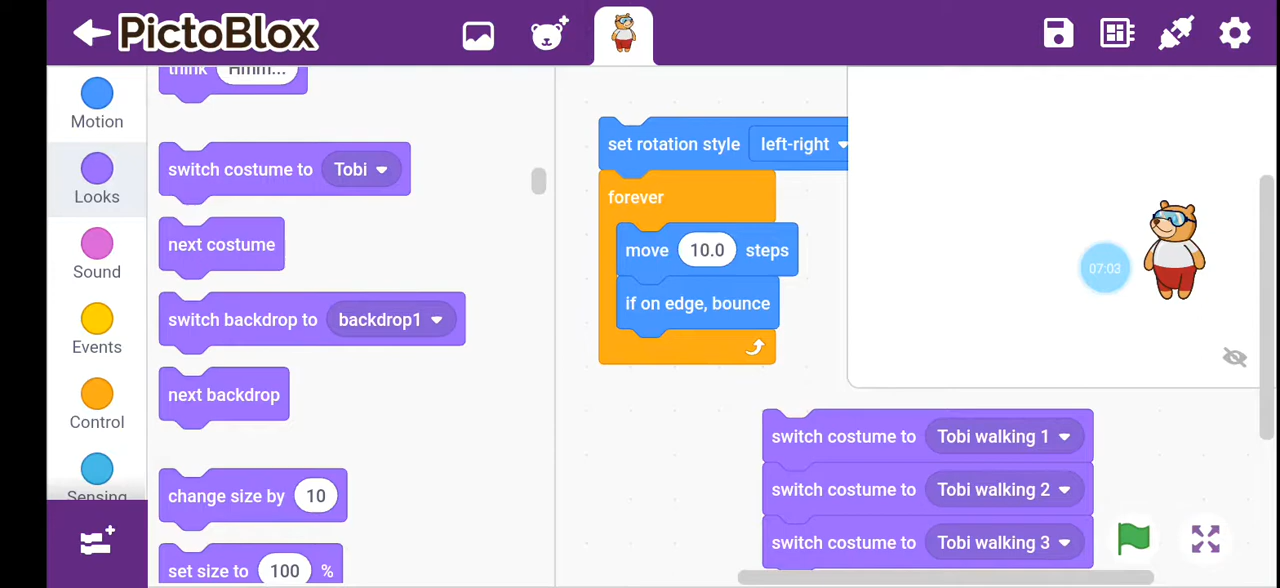 PictoBlox
Motion
Looks
Sound
Events
Control
Sensing
think Hmm...
switch costume to Tobi
next costume
switch backdrop to backdrop1
next backdrop
change size by 10
set size to 100 %
set rotation style left-right
forever
move 10.0 steps
if on edge, bounce
07:03
switch costume to Tobi walking 1
switch costume to Tobi walking 2
switch costume to Tobi walking 3